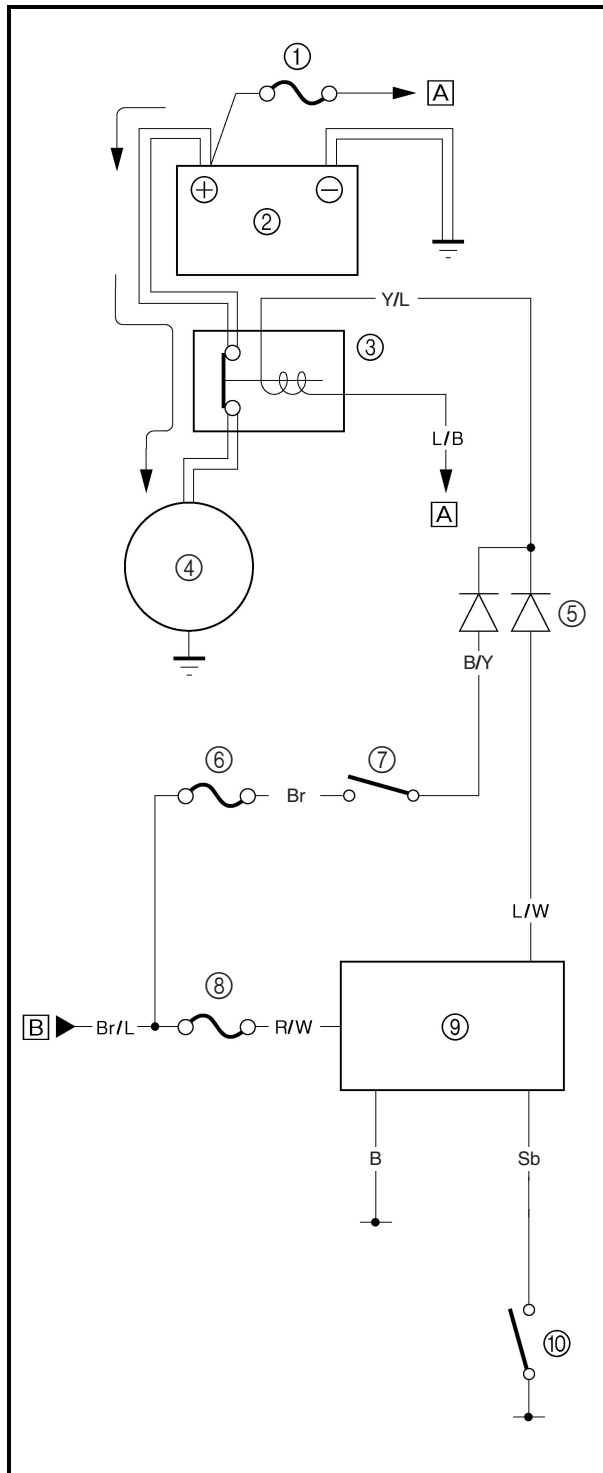 ①
A
+ −
②
Y/L
③
L/B
A
④
⑤
B/Y
⑥ ⑦
Br
L/W
⑧
B Br/L R/W ⑨
B Sb
⑩